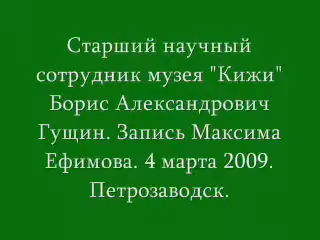 Старший научный
сотрудник музея "Кижи"
Борис Александрович
Гущин. Запись Максима
Ефимова. 4 марта 2009.
Петрозаводск.